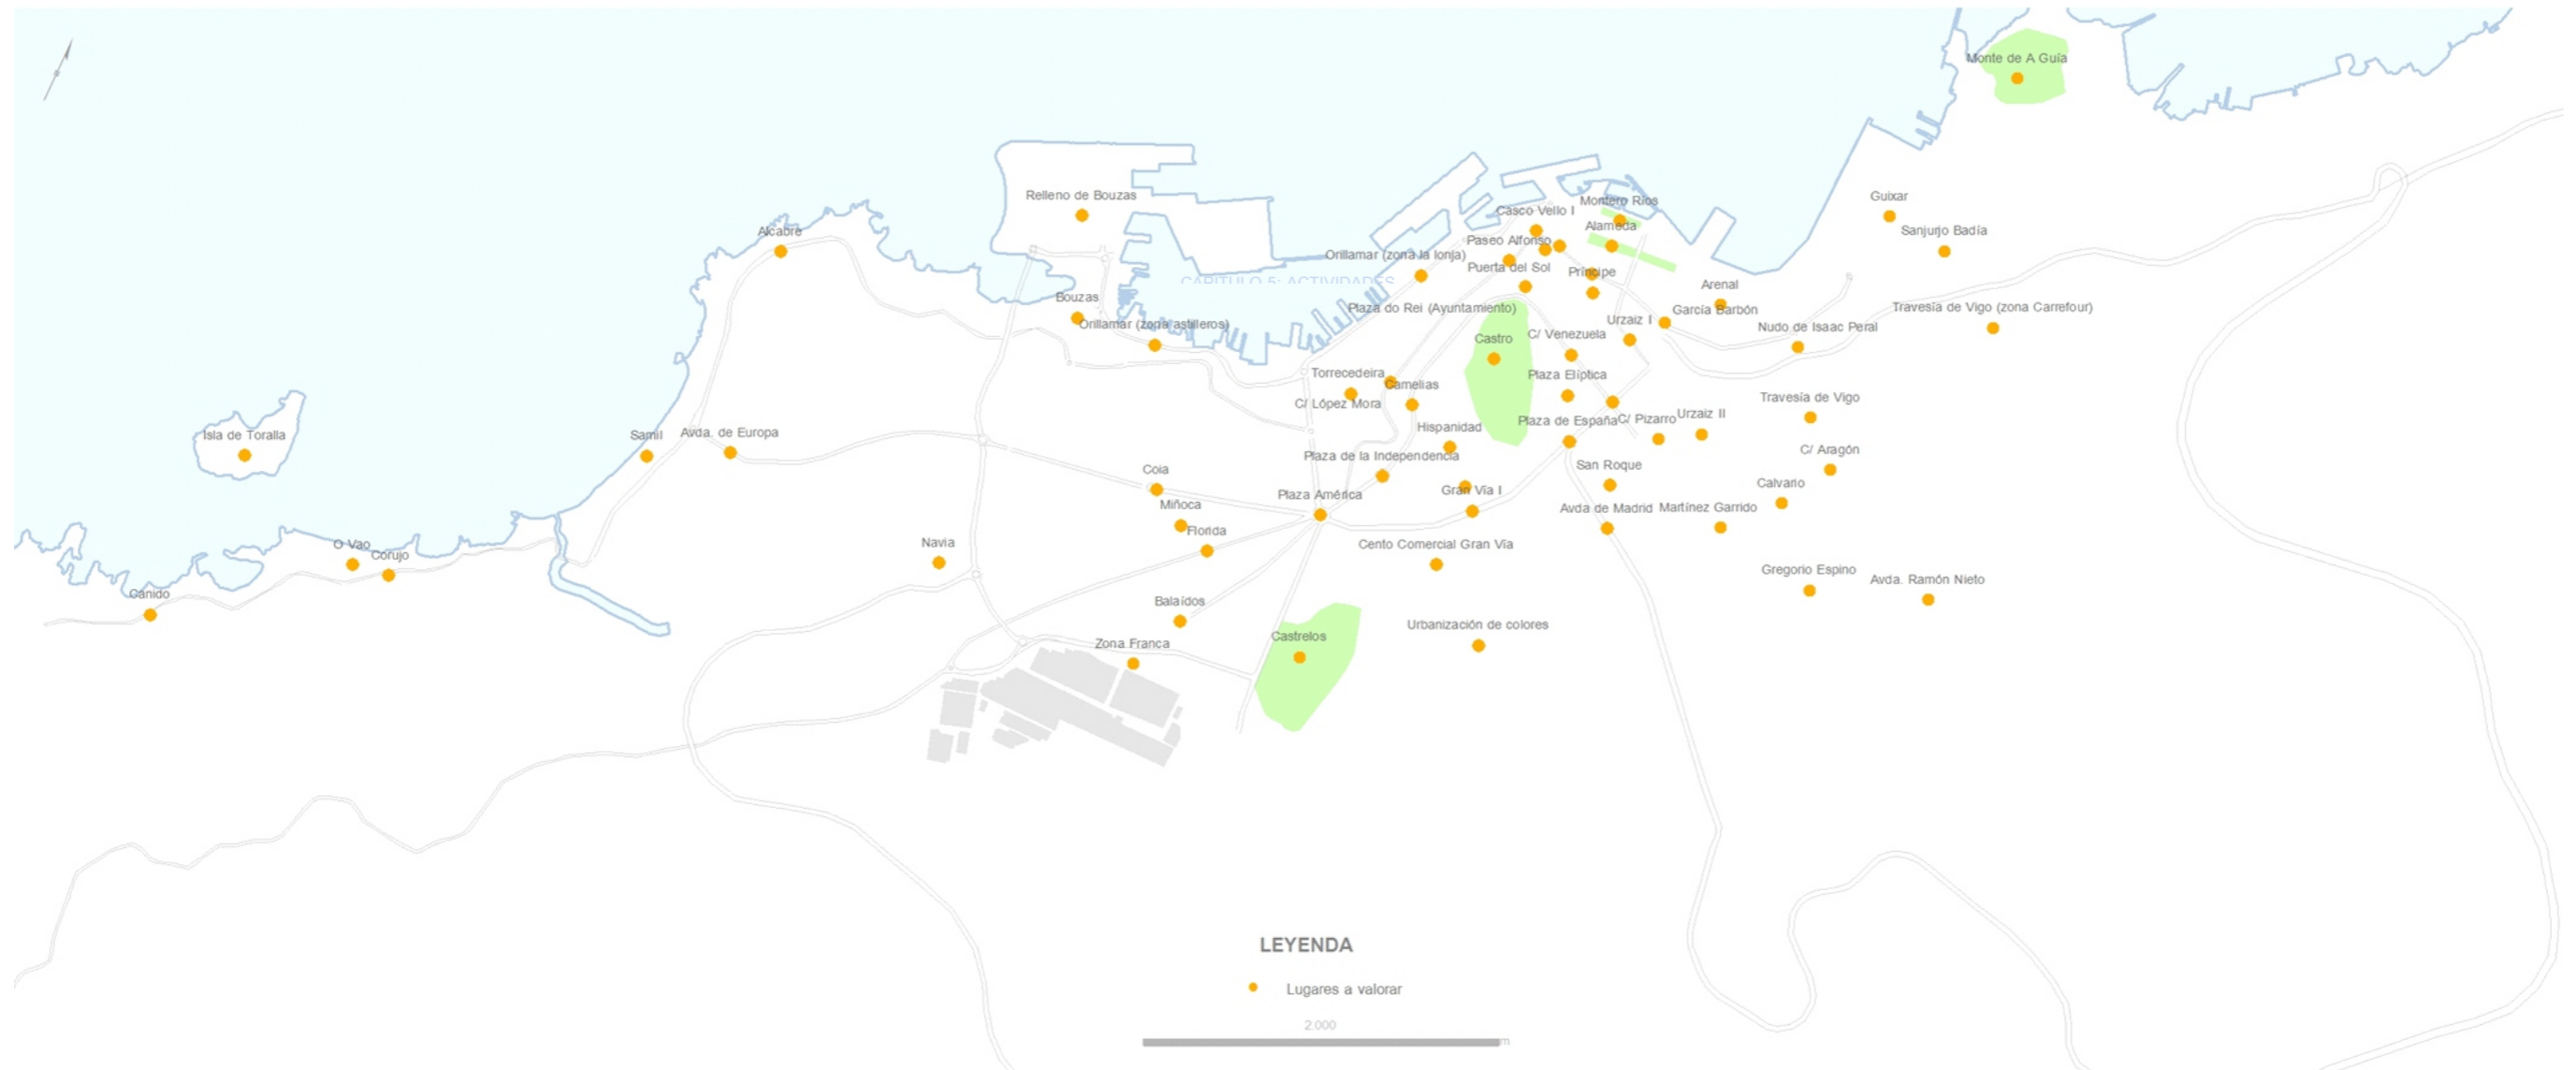 Monte de A Guía
Relleno de Bouzas
Guixar
Montero Ríos
Casco Vello I
Alameda
Sanjurjo Badía
Alcabre
Paseo Alfonso
Orillamar (zona la lonja)
Puerta del Sol
Príncipe
CAPÍTULO 5: ACTIVIDADES
Arenal
Bouzas
Plaza do Rei (Ayuntamiento)
García Barbón
Travesía de Vigo (zona Carrefour)
Orillamar (zona astilleros)
Urzaiz I
Nudo de Isaac Peral
Castro
C/ Venezuela
Torrecedeira
Plaza Elíptica
Camelias
C/ López Mora
Travesía de Vigo
Urzaiz II
Plaza de España
C/ Pizarro
Hispanidad
Isla de Toralla
Samil
Avda. de Europa
C/ Aragón
Plaza de la Independencia
San Roque
Coia
Calvario
Gran Vía I
Plaza América
Miñoca
Avda de Madrid
Martínez Garrido
Florida
Navia
Cento Comercial Gran Vía
O Vao
Corujo
Gregorio Espino
Avda. Ramón Nieto
Canido
Balaídos
Urbanización de colores
Castrelos
Zona Franca
LEYENDA
Lugares a valorar
2.000
m